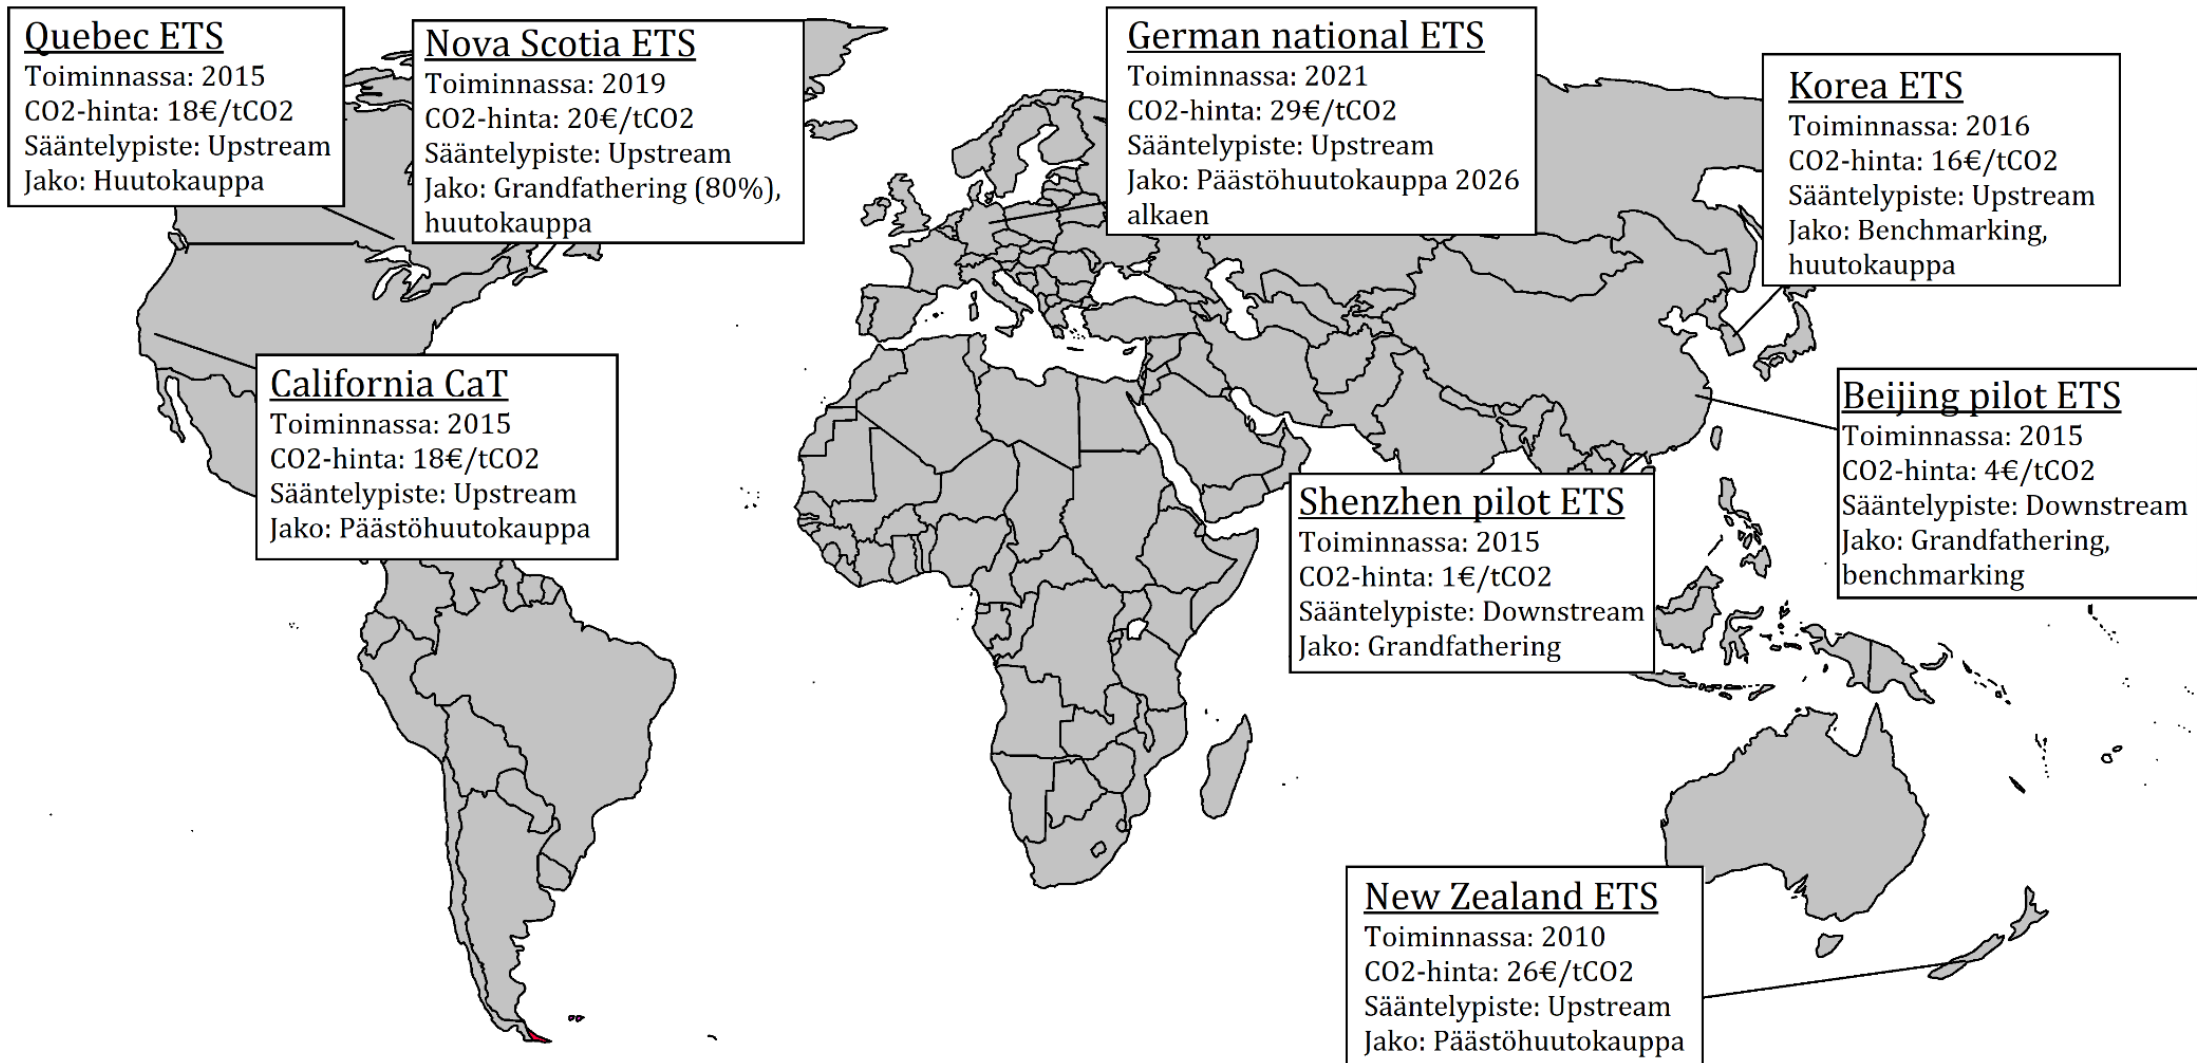 Quebec ETS
Toiminnassa: 2015
CO2-hinta: 18€/tCO2
Sääntelypiste: Upstream
Jako: Huutokauppa
Nova Scotia ETS
Toiminnassa: 2019
CO2-hinta: 20€/tCO2
Sääntelypiste: Upstream
Jako: Grandfathering (80%),
huutokauppa
German national ETS
Toiminnassa: 2021
CO2-hinta: 29€/tCO2
Sääntelypiste: Upstream
Jako: Päästöhuutokauppa 2026
alkaen
Korea ETS
Toiminnassa: 2016
CO2-hinta: 16€/tCO2
Sääntelypiste: Upstream
Jako: Benchmarking,
huutokauppa
California CaT
Toiminnassa: 2015
CO2-hinta: 18€/tCO2
Sääntelypiste: Upstream
Jako: Päästöhuutokauppa
Beijing pilot ETS
Toiminnassa: 2015
CO2-hinta: 4€/tCO2
Sääntelypiste: Downstream
Jako: Grandfathering,
benchmarking
Shenzhen pilot ETS
Toiminnassa: 2015
CO2-hinta: 1€/tCO2
Sääntelypiste: Downstream
Jako: Grandfathering
New Zealand ETS
Toiminnassa: 2010
CO2-hinta: 26€/tCO2
Sääntelypiste: Upstream
Jako: Päästöhuutokauppa